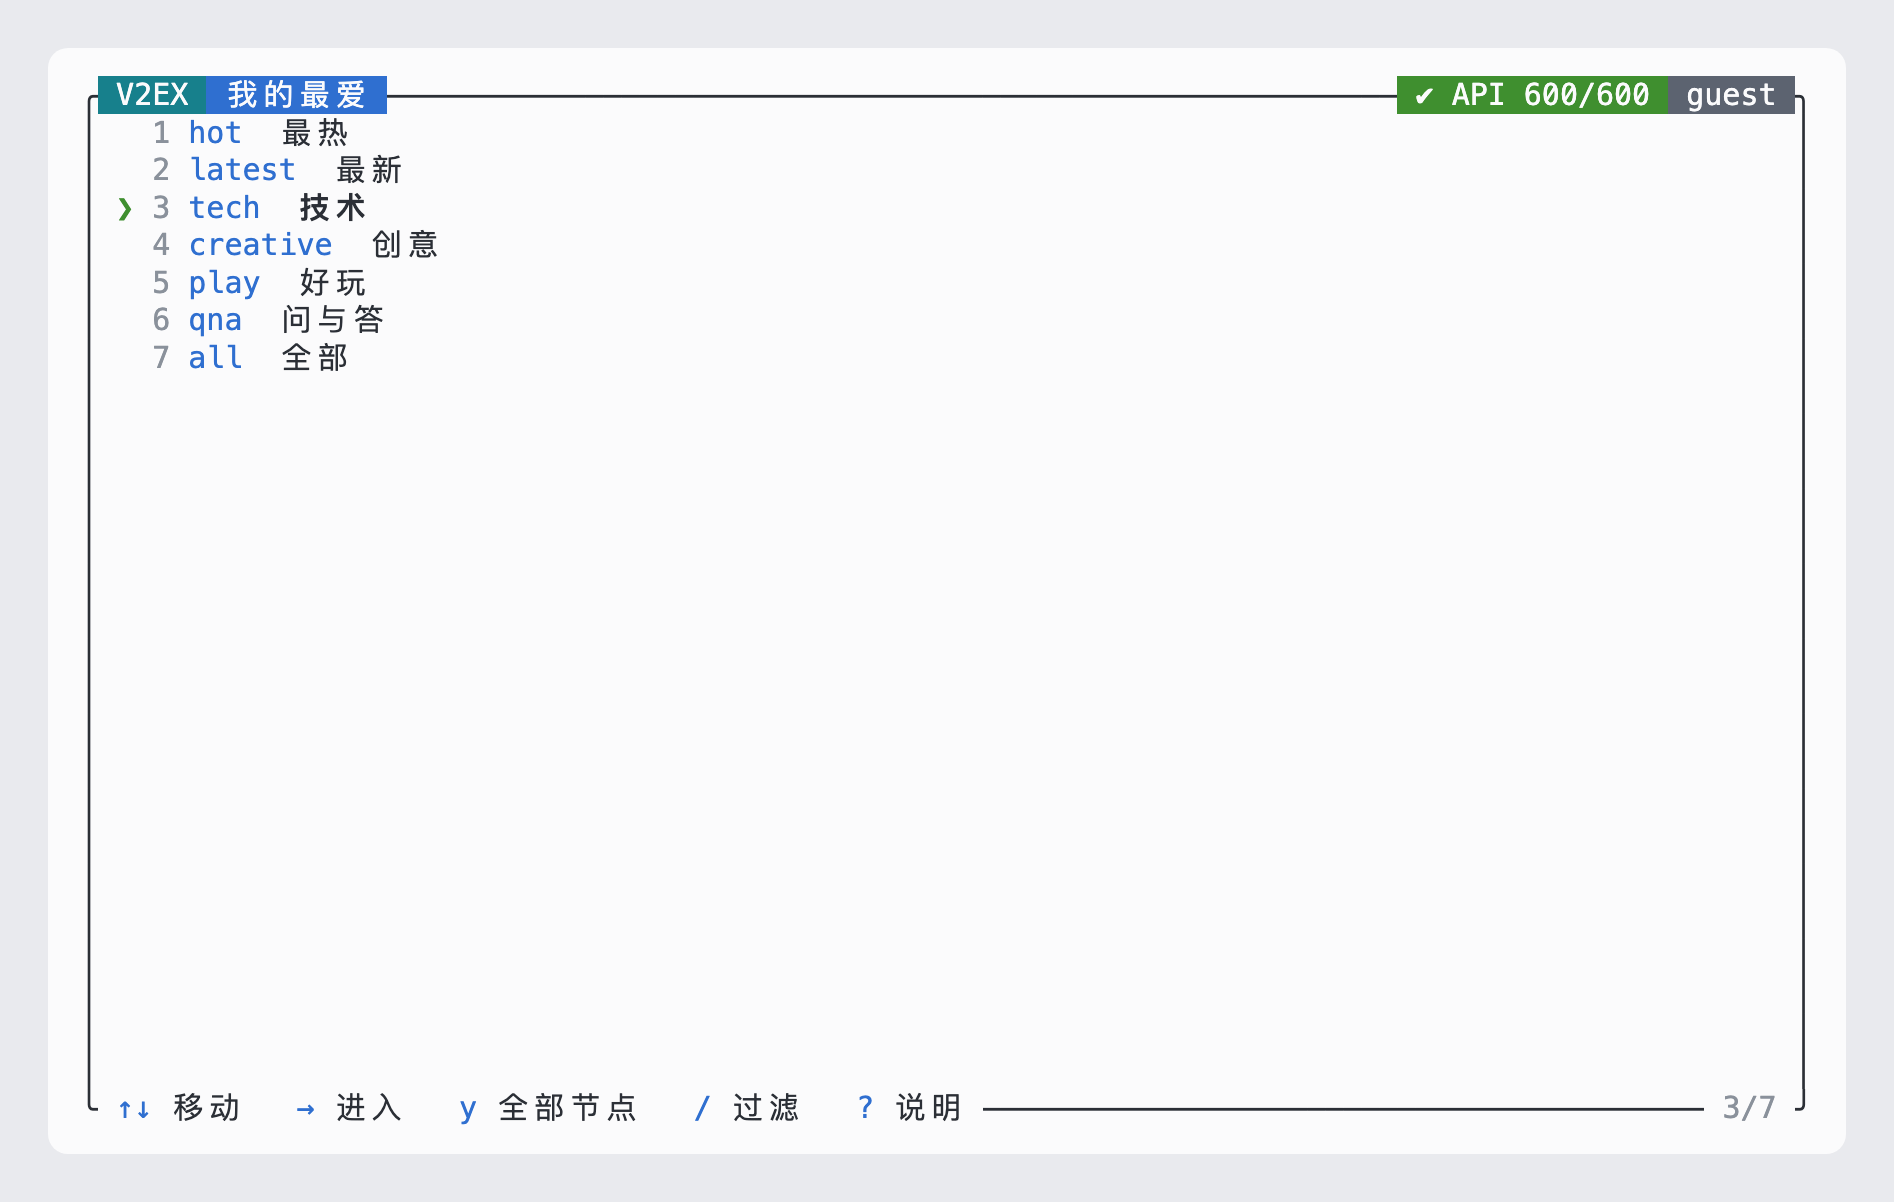 V2EX 我的最爱 ✔ API 600/600 guest
1 hot 最热
2 latest 最新
❯ 3 tech 技术
4 creative 创意
5 play 好玩
6 qna 问与答
7 all 全部
↑↓ 移动 → 进入 y 全部节点 / 过滤 ? 说明 3/7